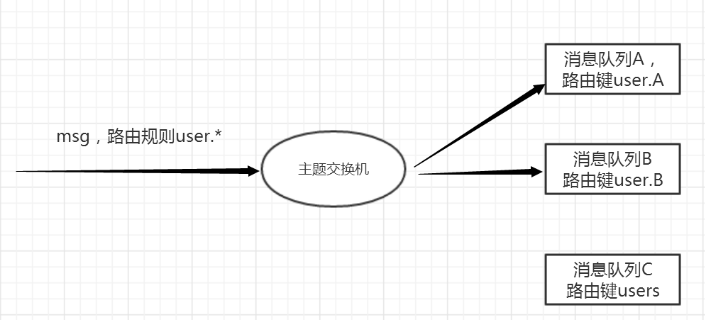 消息队列A，
路由键user.A
msg，路由规则user.*
主题交换机
消息队列B
路由键user.B
消息队列C
路由键users